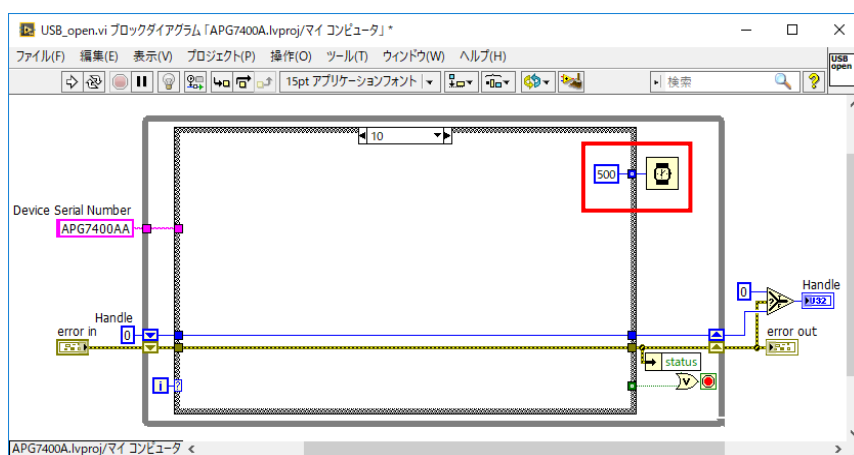 USB_open.vi ブロックダイアグラム「APG7400A.lvproj/マイ コンピュータ」*
ファイル(F) 編集(E) 表示(V) プロジェクト(P) 操作(O) ツール(T) ウィンドウ(W) ヘルプ(H)
15pt アプリケーションフォント
検索
USB
open
10
500
Device Serial Number
APG7400AA
0
Handle
U32
Handle
error in
0
error out
status
i
?
APG7400A.lvproj/マイ コンピュータ